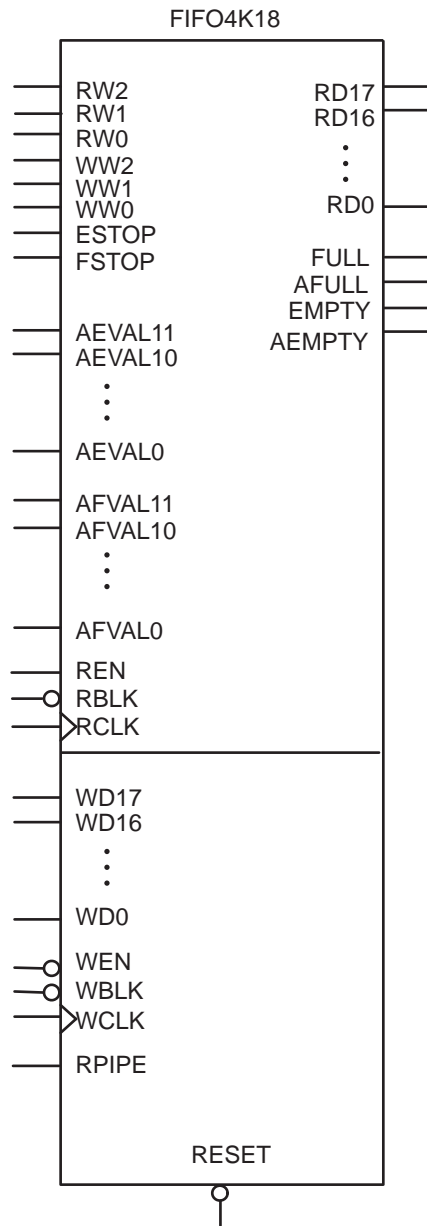 FIFO4K18
RW2
RW1
RW0
WW2
WW1
WW0
ESTOP
FSTOP
AEVAL11
AEVAL10
AEVAL0
AFVAL11
AFVAL10
AFVAL0
REN
RBLK
RCLK
RD17
RD16
RD0
FULL
AFULL
EMPTY
AEMPTY
WD17
WD16
WD0
WEN
WBLK
WCLK
RPIPE
RESET